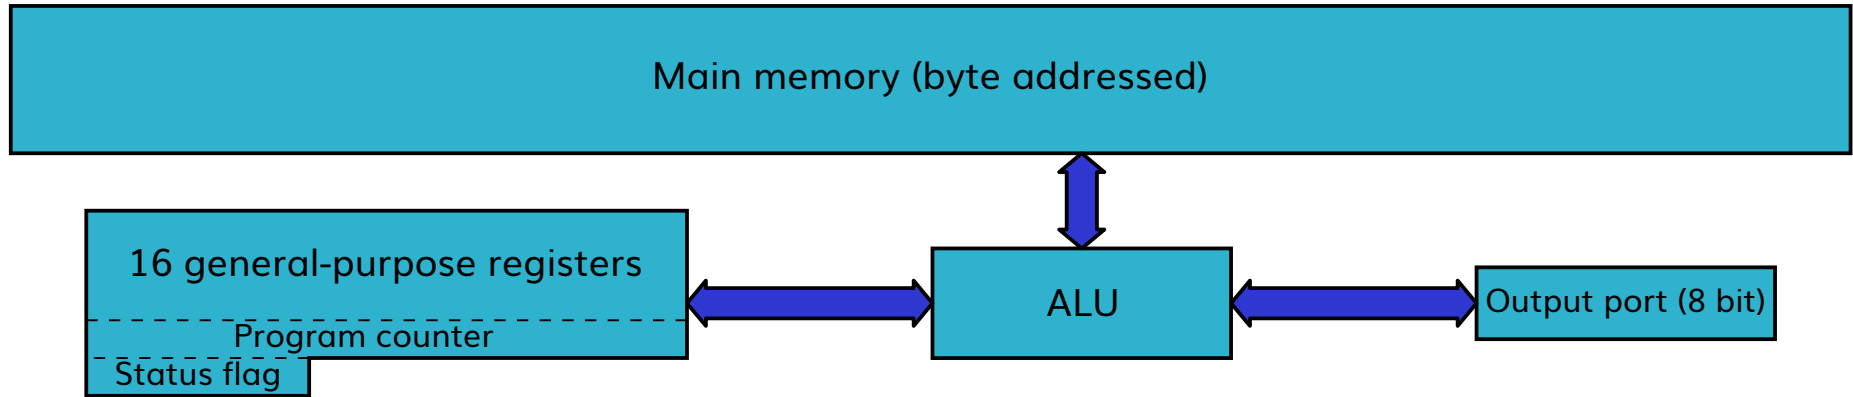 Main memory (byte addressed)
16 general-purpose registers
Program counter
Status flag
ALU
Output port (8 bit)